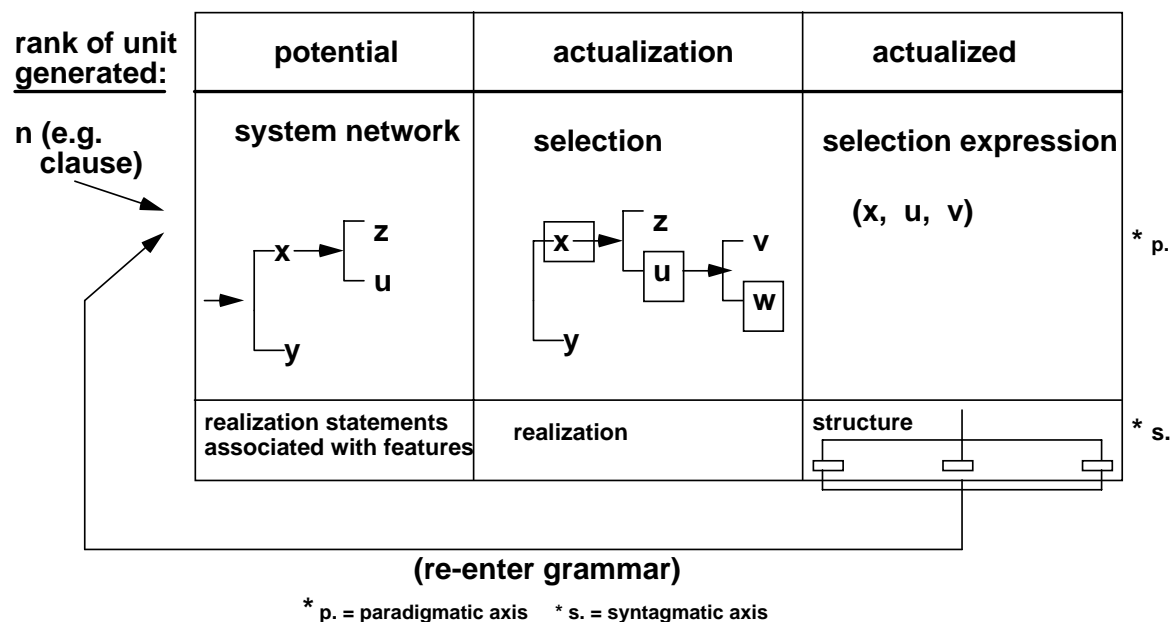 rank of unit
generated:
potential
actualization
actualized
n (e.g.
clause)
system network
selection
selection expression
(x, u, v)
x
z
u
y
x
z
u
v
w
y
* p.
realization statements
associated with features
realization
structure
* s.
(re-enter grammar)
* p. = paradigmatic axis * s. = syntagmatic axis